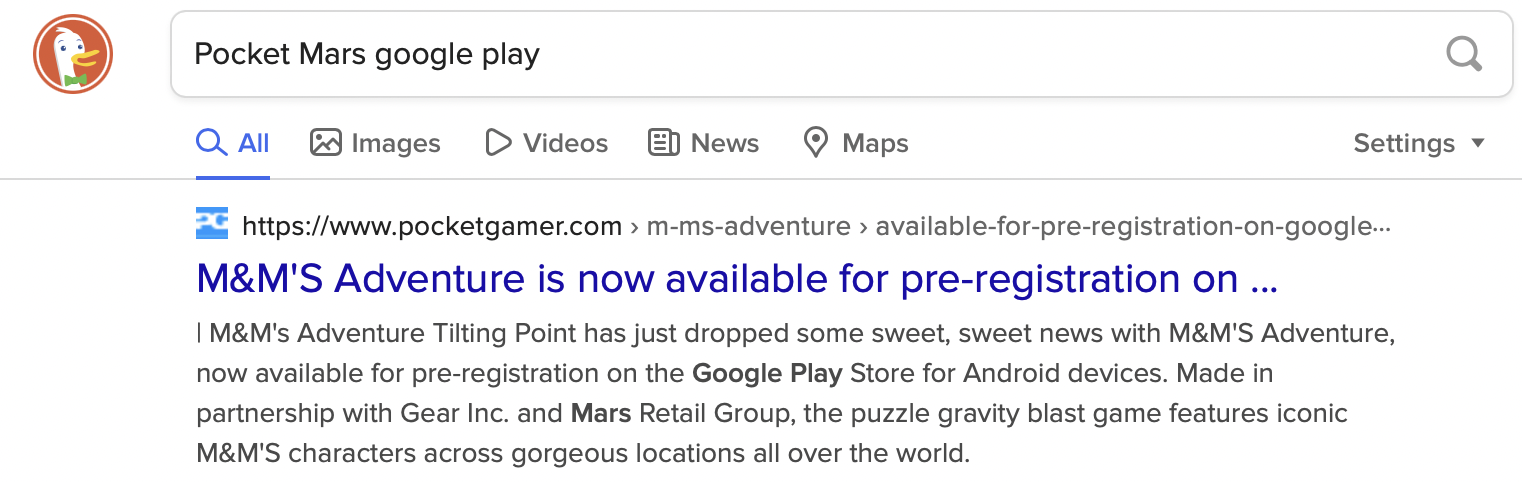 Pocket Mars google play
All Images Videos News Maps Settings
https://www.pocketgamer.com › m-ms-adventure › available-for-pre-registration-on-google...
M&M'S Adventure is now available for pre-registration on ...
| M&M's Adventure Tilting Point has just dropped some sweet, sweet news with M&M'S Adventure,
now available for pre-registration on the Google Play Store for Android devices. Made in
partnership with Gear Inc. and Mars Retail Group, the puzzle gravity blast game features iconic
M&M'S characters across gorgeous locations all over the world.